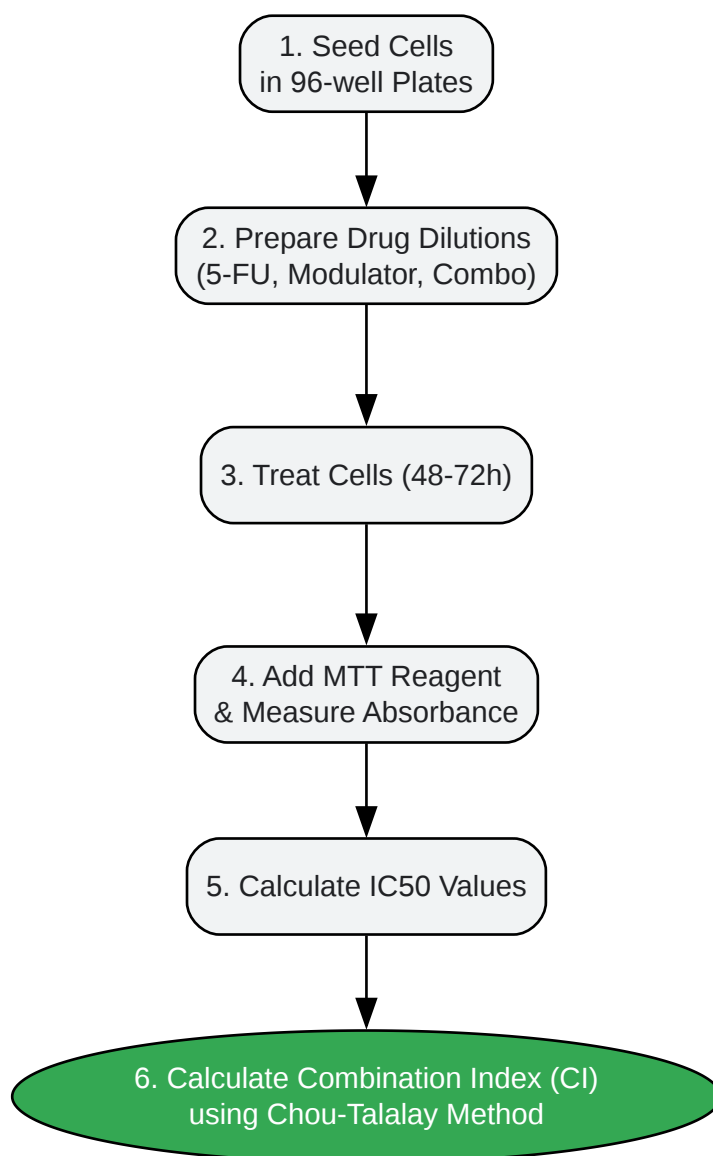 1. Seed Cells
in 96-well Plates
2. Prepare Drug Dilutions
(5-FU, Modulator, Combo)
3. Treat Cells (48-72h)
4. Add MTT Reagent
& Measure Absorbance
5. Calculate IC50 Values
6. Calculate Combination Index (CI)
using Chou-Talalay Method